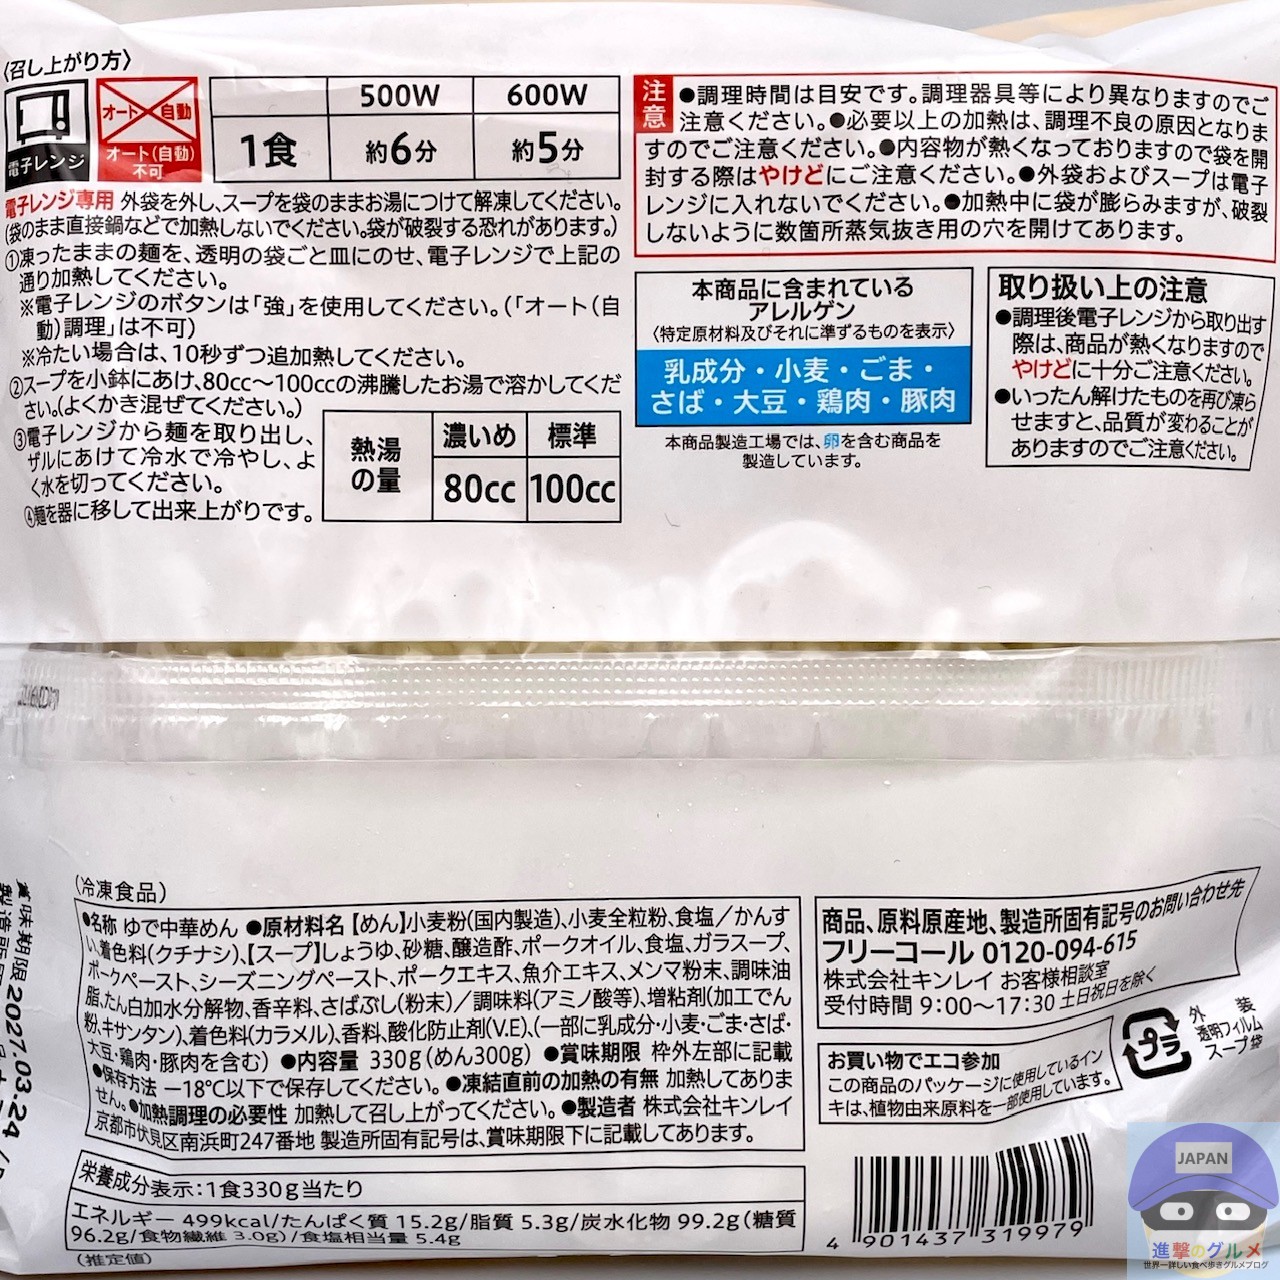 〈召し上がり方〉
電子レンジ
オート 自動
オート(自動)
不可
500W 600W
1食 約6分 約5分
電子レンジ専用 外袋を外し、スープを袋のままお湯につけて解凍してください。
(袋のまま直接鍋などで加熱しないでください。袋が破裂する恐れがあります。)
①凍ったままの麺を、透明の袋ごと皿にのせ、電子レンジで上記の
通り加熱してください。
※電子レンジのボタンは「強」を使用してください。(「オート(自
動)調理」は不可)
※冷たい場合は、10秒ずつ追加熱してください。
②スープを小鉢にあけ、80cc〜100ccの沸騰したお湯で溶かしてくだ
さい。(よくかき混ぜてください。)
③電子レンジから麺を取り出し、
ザルにあけて冷水で冷やし、よ
く水を切ってください。
④麺を器に移して出来上がりです。
熱湯
の量
濃いめ 標準
80cc 100cc
注意
●調理時間は目安です。調理器具等により異なりますのでご
注意ください。●必要以上の加熱は、調理不良の原因となりま
すのでご注意ください。●内容物が熱くなっておりますので袋を開
封する際はやけどにご注意ください。●外袋およびスープは電子
レンジに入れないでください。●加熱中に袋が膨らみますが、破裂
しないように数箇所蒸気抜き用の穴を開けてあります。
本商品に含まれている
アレルゲン
〈特定原材料及びそれに準ずるものを表示〉
乳成分・小麦・ごま・
さば・大豆・鶏肉・豚肉
本商品製造工場では、卵を含む商品を
製造しています。
取り扱い上の注意
●調理後電子レンジから取り出す
際は、商品が熱くなりますので
やけどに十分ご注意ください。
●いったん解けたものを再び凍ら
せますと、品質が変わることが
ありますのでご注意ください。
賞味期限 2027.03.24
(冷凍食品)
●名称 ゆで中華めん ●原材料名 【めん】小麦粉(国内製造)、小麦全粒粉、食塩／かんす
い、着色料(クチナシ)、【スープ】しょうゆ、砂糖、醸造酢、ポークオイル、食塩、ガラスープ、
ポークペースト、シーズニングペースト、ポークエキス、魚介エキス、メンマ粉末、調味油
脂、たん白加水分解物、香辛料、さばぶし(粉末)／調味料(アミノ酸等)、増粘剤(加工でん
粉、キサンタン)、着色料(カラメル)、香料、酸化防止剤(V.E)、(一部に乳成分・小麦・ごま・さば・
大豆・鶏肉・豚肉を含む) ●内容量 330g(めん300g) ●賞味期限 枠外左部に記載
●保存方法 −18℃以下で保存してください。●凍結直前の加熱の有無 加熱してありま
せん。●加熱調理の必要性 加熱して召し上がってください。●製造者 株式会社キンレイ
京都市伏見区南浜町247番地 製造所固有記号は、賞味期限下に記載してあります。
栄養成分表示:1食330g当たり
エネルギー 499kcal/たんぱく質 15.2g/脂質 5.3g/炭水化物 99.2g(糖質
96.2g/食物繊維 3.0g)/食塩相当量 5.4g
(推定値)
商品、原料原産地、製造所固有記号のお問い合わせ先
フリーコール 0120-094-615
株式会社キンレイ お客様相談室
受付時間 9:00〜17:30 土日祝日を除く
お買い物でエコ参加
この商品のパッケージに使用しているイン
キは、植物由来原料を一部使用しています。
プラ
外装
透明フィルム
スープ袋
4 901437 319979
JAPAN
進撃のグルメ
世界一詳しい食べ歩きグルメブログ